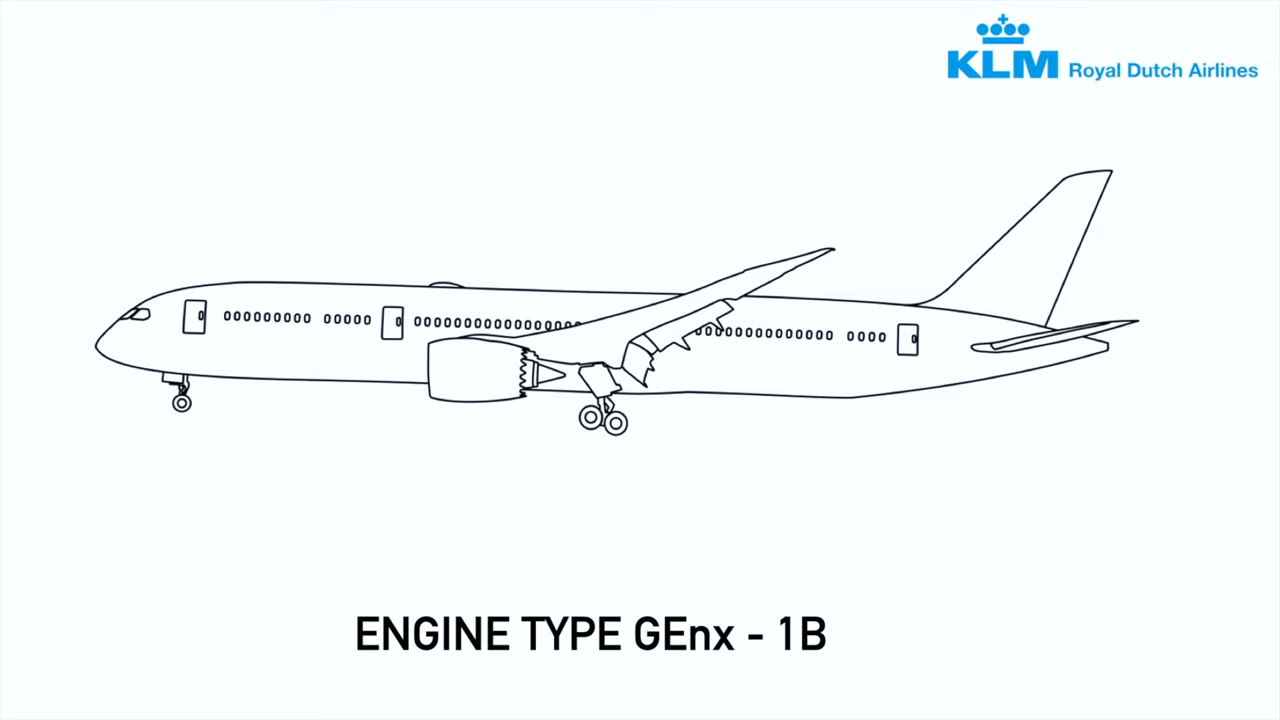 KLM Royal Dutch Airlines
ENGINE TYPE GEnx - 1B